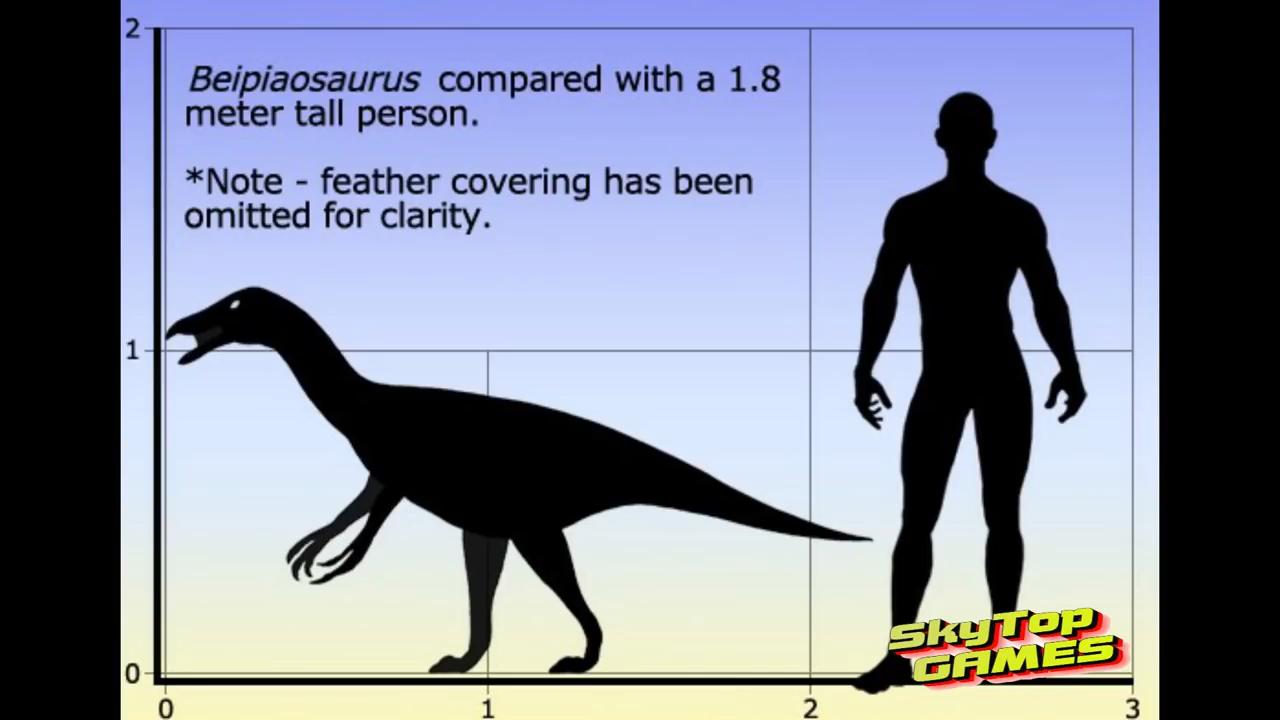 2
Beipiaosaurus compared with a 1.8
meter tall person.
*Note - feather covering has been
omitted for clarity.
1
0
0 1 2 3
SkyTop
GAMES